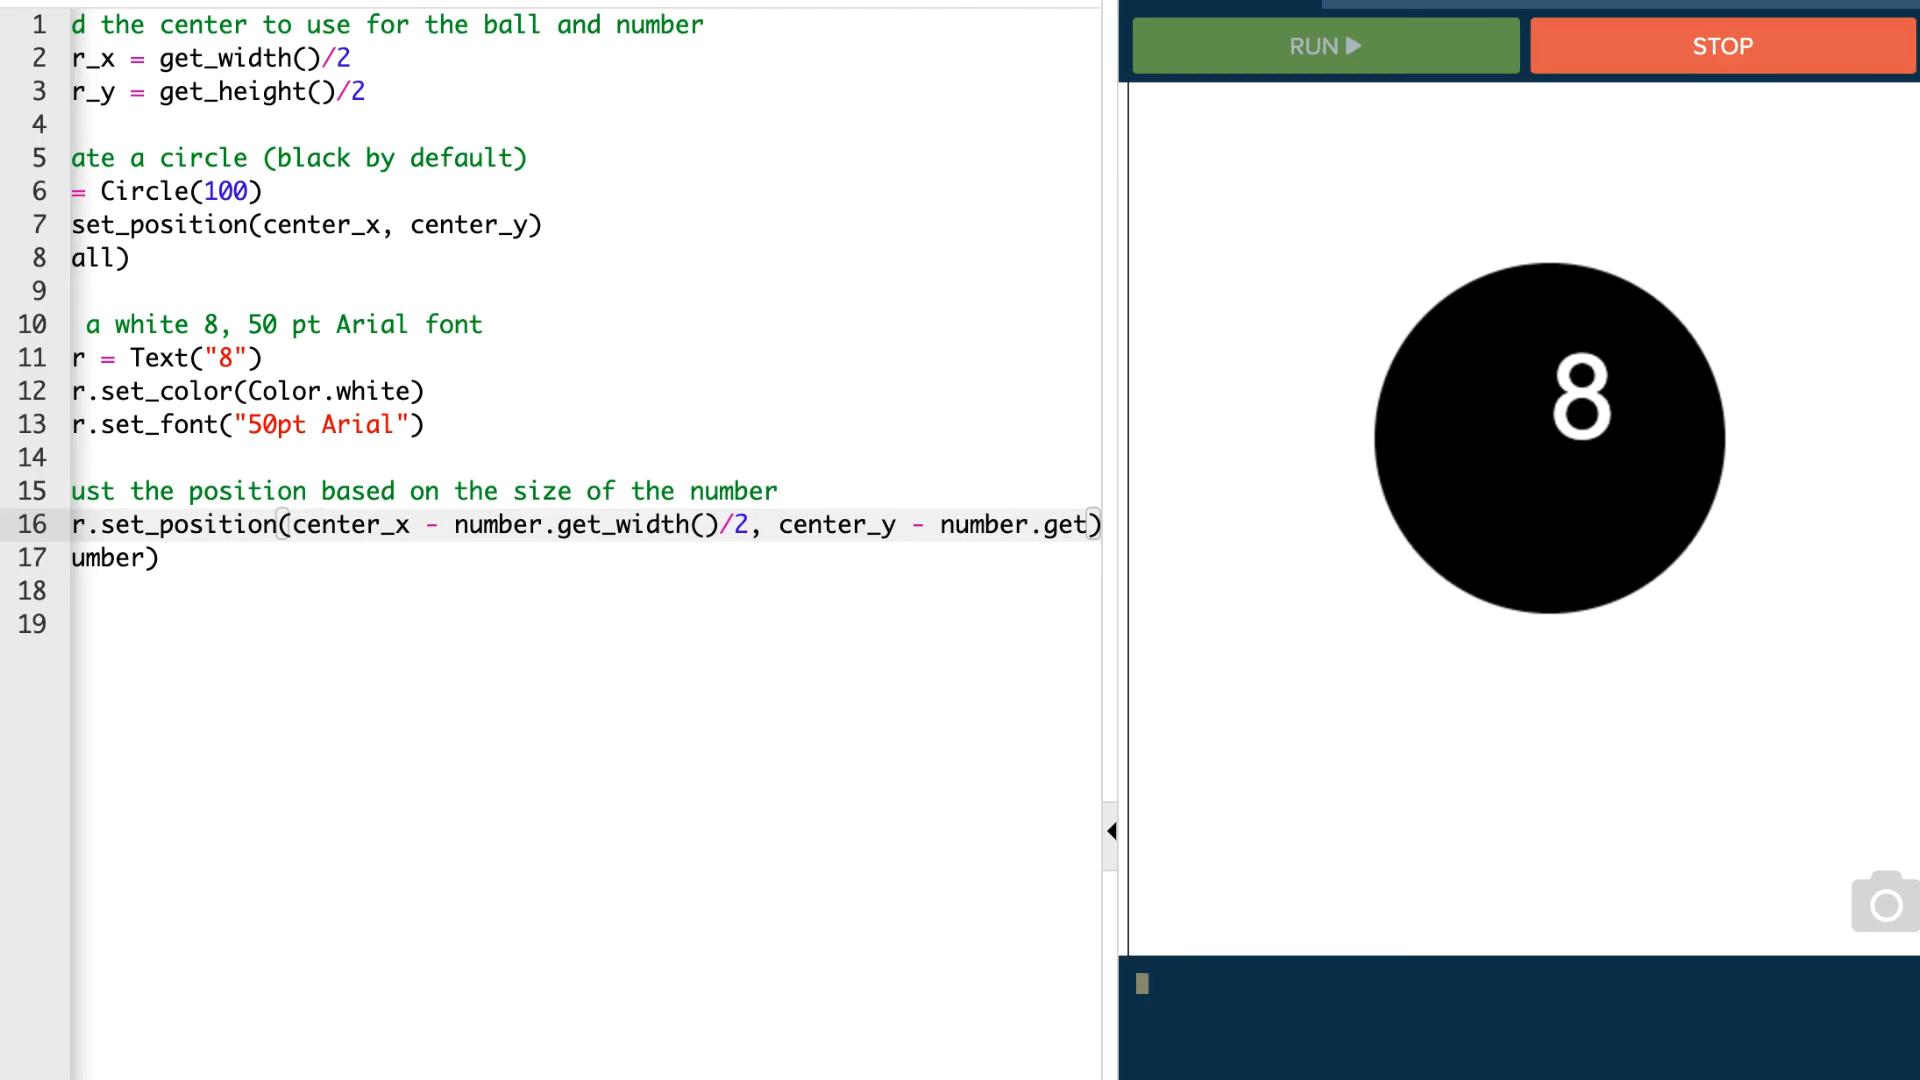 1 d the center to use for the ball and number
2 r_x = get_width()/2
3 r_y = get_height()/2
4
5 ate a circle (black by default)
6 = Circle(100)
7 set_position(center_x, center_y)
8 all)
9
10 a white 8, 50 pt Arial font
11 r = Text("8")
12 r.set_color(Color.white)
13 r.set_font("50pt Arial")
14
15 ust the position based on the size of the number
16 r.set_position(center_x - number.get_width()/2, center_y - number.get)
17 umber)
18
19
RUN
STOP
8